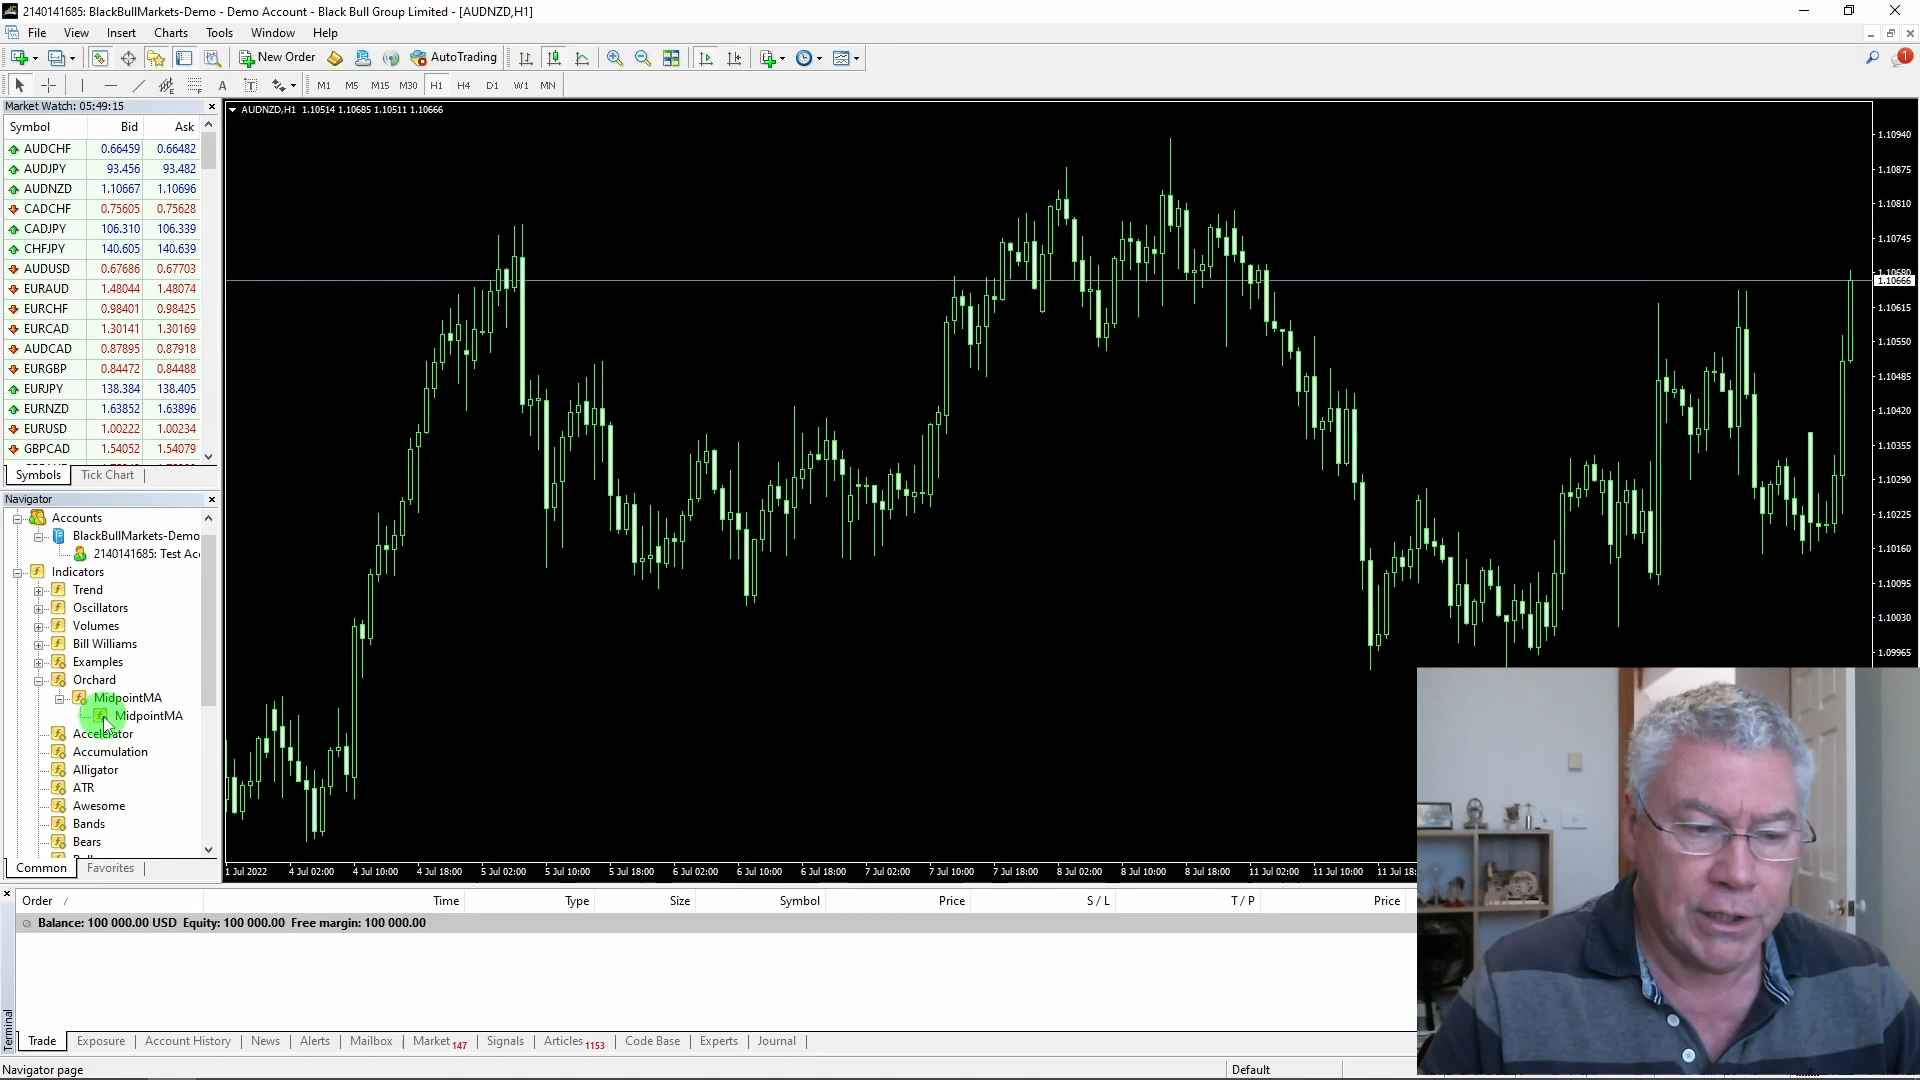 2140141685: BlackBullMarkets-Demo - Demo Account - Black Bull Group Limited - [AUDNZD,H1]
File View Insert Charts Tools Window Help
New Order AutoTrading 1
A T M1 M5 M15 M30 H1 H4 D1 W1 MN
Market Watch: 05:49:15
Symbol Bid Ask
AUDCHF 0.66459 0.66482
AUDJPY 93.456 93.482
AUDNZD 1.10667 1.10696
CADCHF 0.75605 0.75628
CADJPY 106.310 106.339
CHFJPY 140.605 140.639
AUDUSD 0.67686 0.67703
EURAUD 1.48044 1.48074
EURCHF 0.98401 0.98425
EURCAD 1.30141 1.30169
AUDCAD 0.87895 0.87918
EURGBP 0.84472 0.84488
EURJPY 138.384 138.405
EURNZD 1.63852 1.63896
EURUSD 1.00222 1.00234
GBPCAD 1.54052 1.54079
Symbols Tick Chart
Navigator
Accounts
BlackBullMarkets-Demo
2140141685: Test Acc
Indicators
Trend
Oscillators
Volumes
Bill Williams
Examples
Orchard
MidpointMA
MidpointMA
Accelerator
Accumulation
Alligator
ATR
Awesome
Bands
Bears
Common Favorites
AUDNZD,H1 1.10514 1.10685 1.10511 1.10666
1.10940
1.10875
1.10810
1.10745
1.10680
1.10666
1.10615
1.10550
1.10485
1.10420
1.10355
1.10290
1.10225
1.10160
1.10095
1.10030
1.09965
1 Jul 2022 4 Jul 02:00 4 Jul 10:00 4 Jul 18:00 5 Jul 02:00 5 Jul 10:00 5 Jul 18:00 6 Jul 02:00 6 Jul 10:00 6 Jul 18:00 7 Jul 02:00 7 Jul 10:00 7 Jul 18:00 8 Jul 02:00 8 Jul 10:00 8 Jul 18:00 11 Jul 02:00 11 Jul 10:00 11 Jul 18:
Order / Time Type Size Symbol Price S / L T / P Price
Balance: 100 000.00 USD Equity: 100 000.00 Free margin: 100 000.00
Terminal
Trade Exposure Account History News Alerts Mailbox Market 147 Signals Articles 1153 Code Base Experts Journal
Navigator page Default